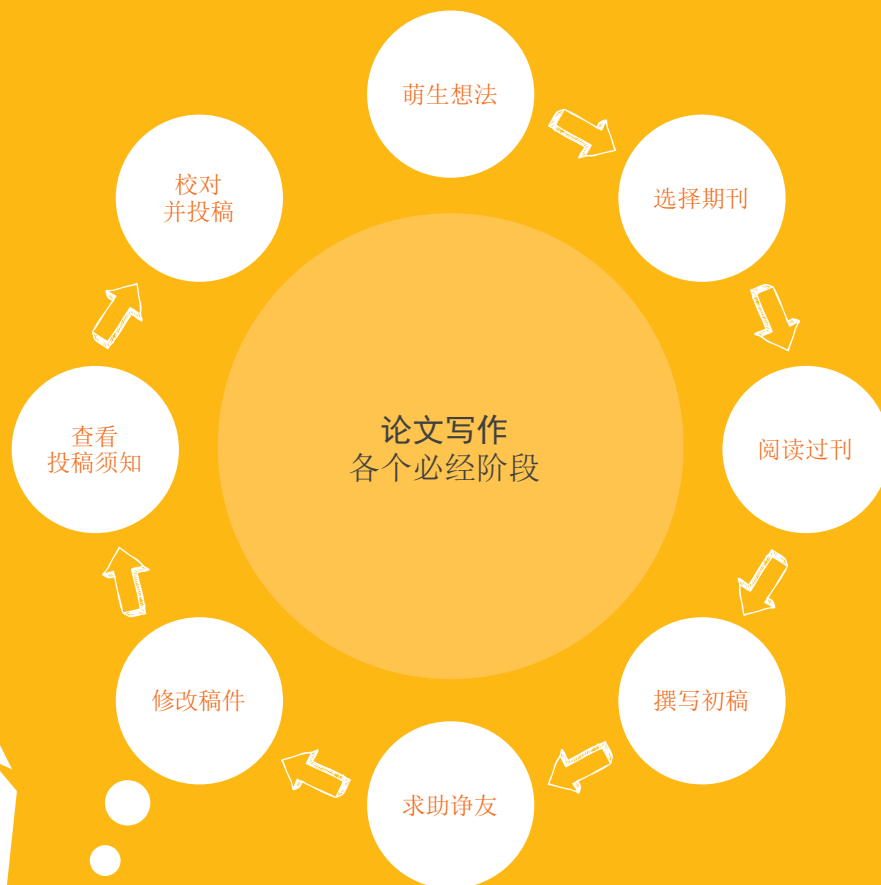 萌生想法
选择期刊
阅读过刊
撰写初稿
求助诤友
修改稿件
查看
投稿须知
校对
并投稿
论文写作
各个必经阶段